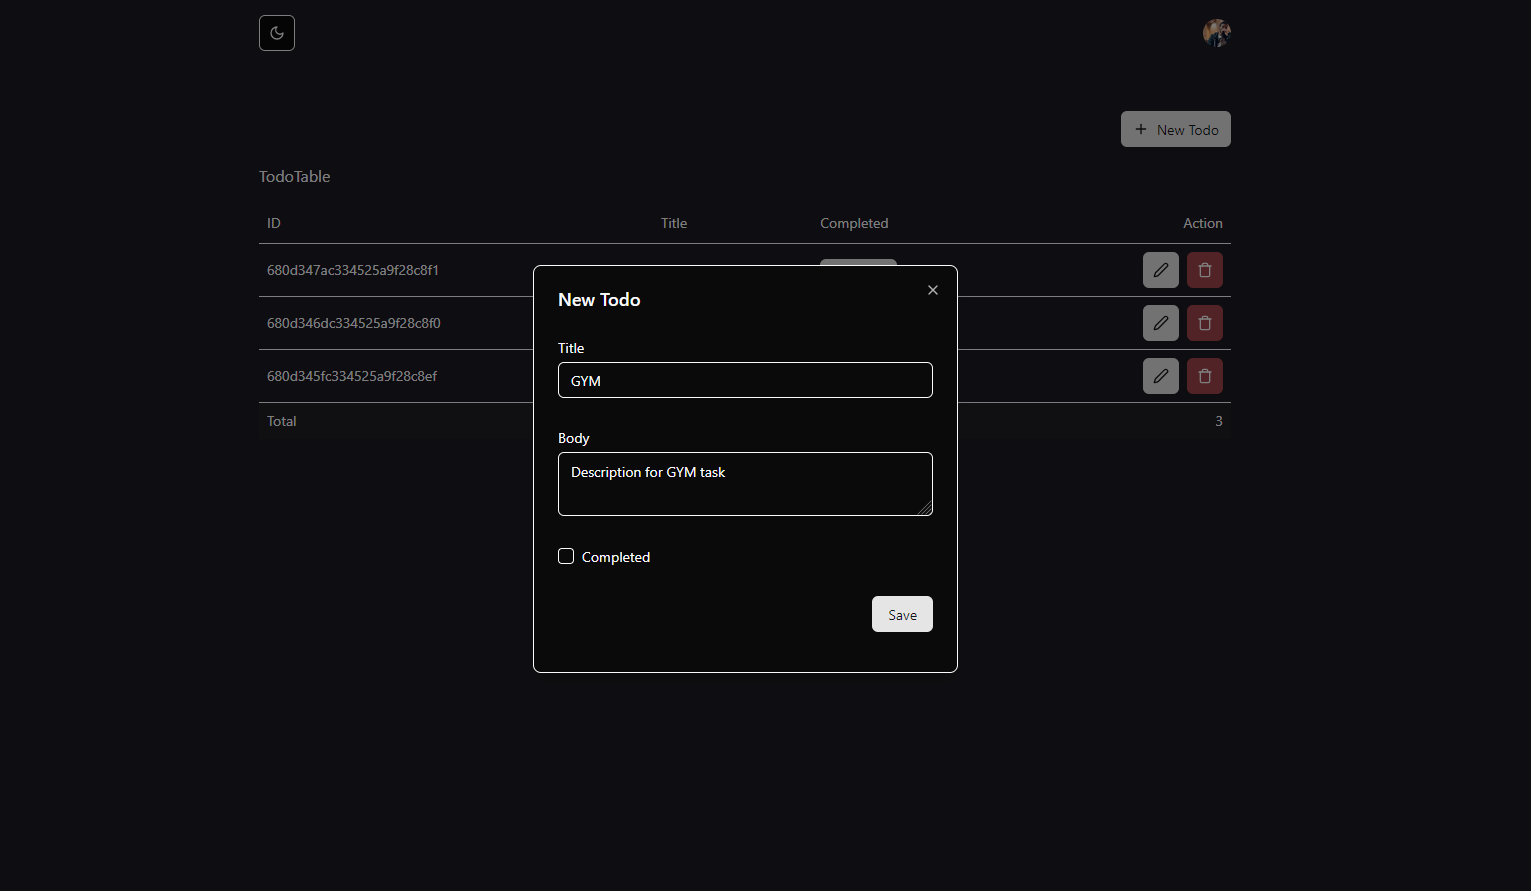 New Todo
TodoTable
ID Title Completed Action
680d347ac334525a9f28c8f1
680d346dc334525a9f28c8f0
680d345fc334525a9f28c8ef
Total 3
New Todo
Title
GYM
Body
Description for GYM task
Completed
Save